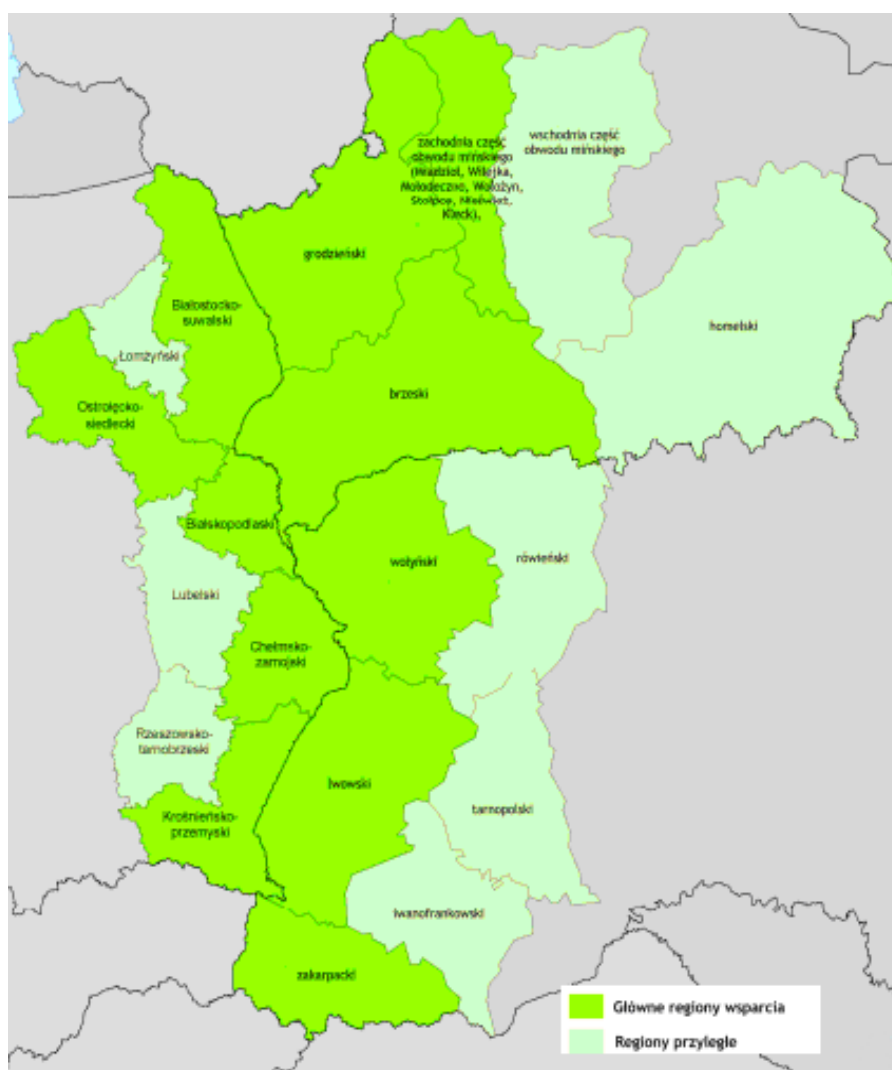 zachodnia część
obwodu mińskiego
(Miadzioł, Wilejka,
Mołodeczno, Wołożyn,
Stołpce, Nieśwież,
Kleck),
wschodnia część
obwodu mińskiego
grodzieński
Białostocko-
suwalski
homelski
Łomżyński
brzeski
Ostrołęcko-
siedlecki
Bialskopodlaski
wołyński
rówieński
Lubelski
Chełmsko-
zamojski
Rzeszowsko-
tarnobrzeski
lwowski
tarnopolski
Krośnieńsko-
przemyski
iwanofrankowski
zakarpacki
Główne regiony wsparcia
Regiony przyległe